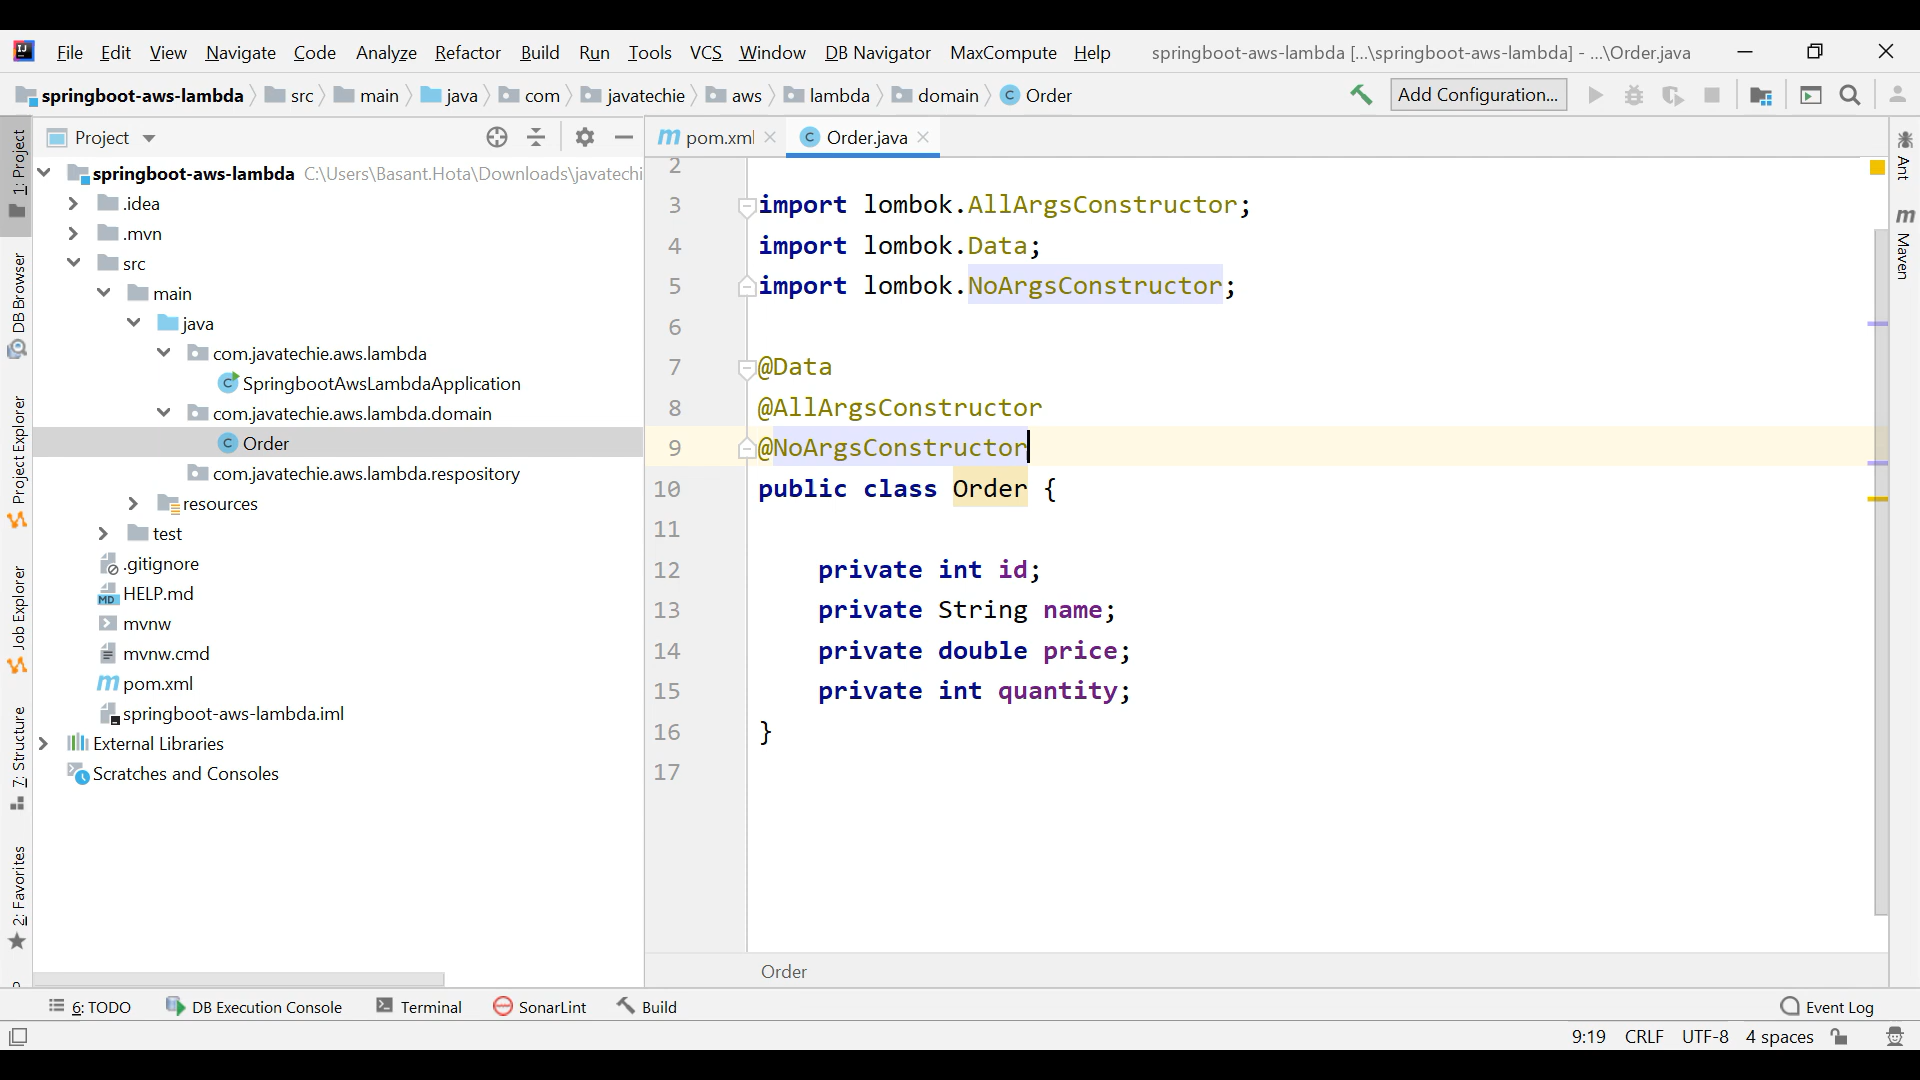 File Edit View Navigate Code Analyze Refactor Build Run Tools VCS Window DB Navigator MaxCompute Help springboot-aws-lambda [...\springboot-aws-lambda] - ...\Order.java
springboot-aws-lambda src main java com javatechie aws lambda domain Order Add Configuration...
Project
pom.xml Order.java
1: Project
DB Browser
Project Explorer
Job Explorer
7: Structure
2: Favorites
springboot-aws-lambda C:\Users\Basant.Hota\Downloads\javatechi
.idea
.mvn
src
main
java
com.javatechie.aws.lambda
SpringbootAwsLambdaApplication
com.javatechie.aws.lambda.domain
Order
com.javatechie.aws.lambda.respository
resources
test
.gitignore
HELP.md
mvnw
mvnw.cmd
pom.xml
springboot-aws-lambda.iml
External Libraries
Scratches and Consoles
2
3 import lombok.AllArgsConstructor;
4 import lombok.Data;
5 import lombok.NoArgsConstructor;
6
7 @Data
8 @AllArgsConstructor
9 @NoArgsConstructor
10 public class Order {
11
12 private int id;
13 private String name;
14 private double price;
15 private int quantity;
16 }
17
Order
Ant
Maven
6: TODO DB Execution Console Terminal SonarLint Build Event Log
9:19 CRLF UTF-8 4 spaces